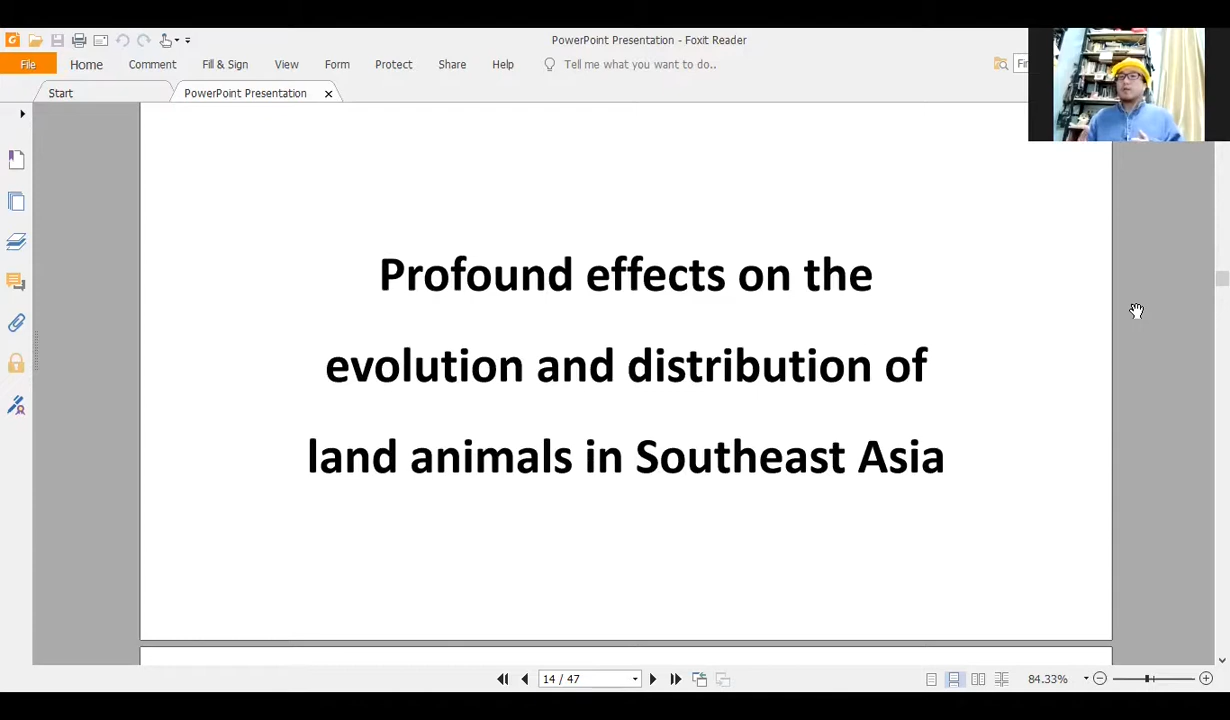 PowerPoint Presentation - Foxit Reader
File Home Comment Fill & Sign View Form Protect Share Help Tell me what you want to do..
Start PowerPoint Presentation
Profound effects on the
evolution and distribution of
land animals in Southeast Asia
14 / 47
84.33%